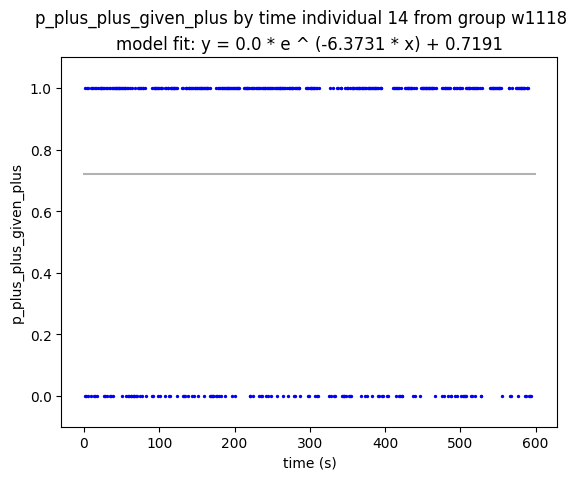 p_plus_plus_given_plus by time individual 14 from group w1118
model fit: y = 0.0 * e ^ (-6.3731 * x) + 0.7191
1.0
0.8
0.6
0.4
0.2
0.0
p_plus_plus_given_plus
0 100 200 300 400 500 600
time (s)